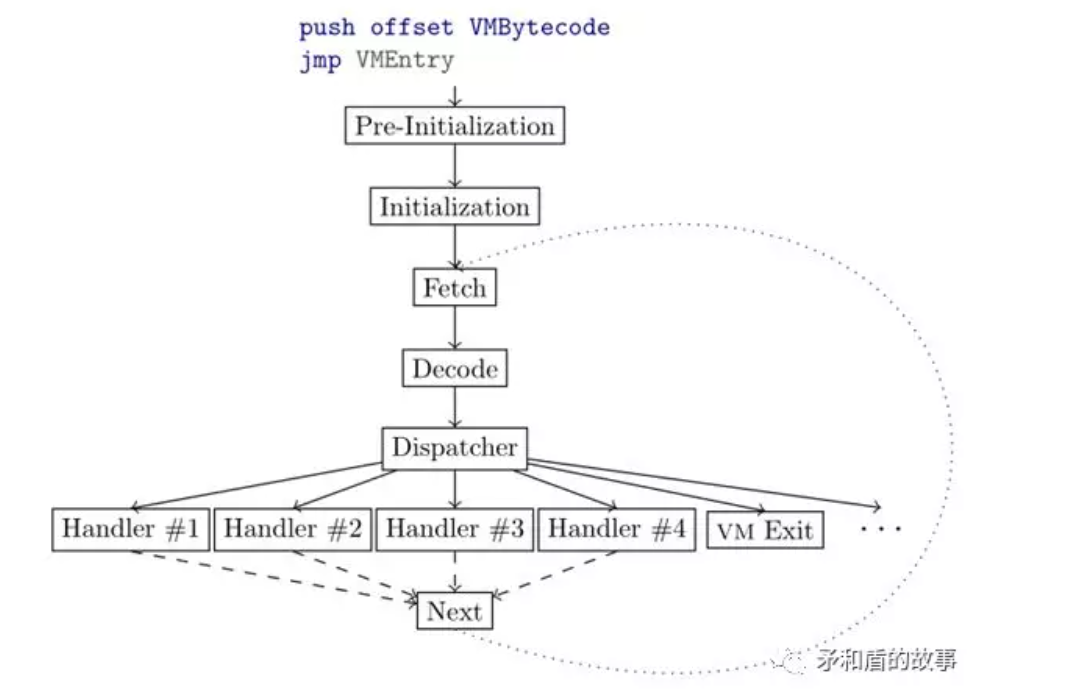 push offset VMBytecode
jmp VMEntry
Pre-Initialization
Initialization
Fetch
Decode
Dispatcher
Handler #1 Handler #2 Handler #3 Handler #4 VM Exit ...
Next
矛和盾的故事